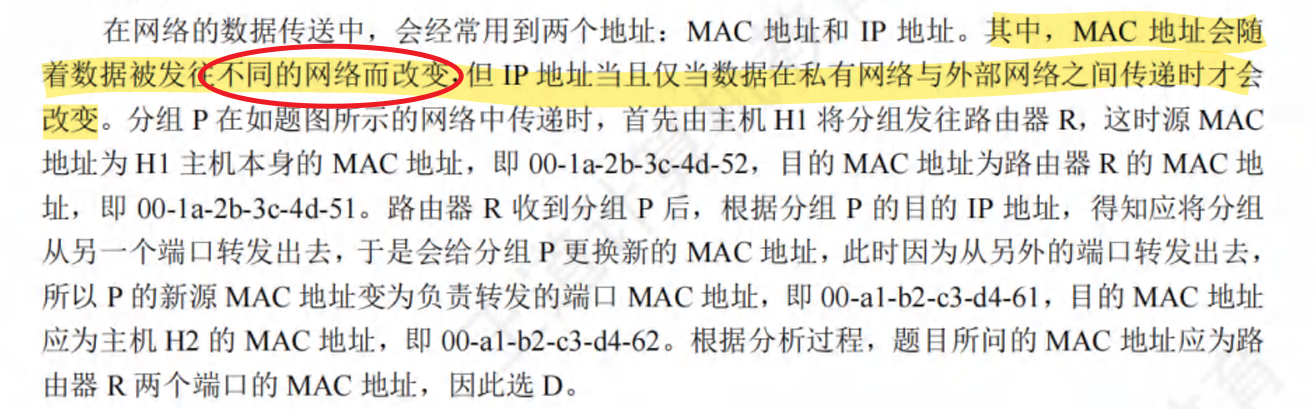 在网络的数据传送中，会经常用到两个地址：MAC 地址和 IP 地址。其中，MAC 地址会随
着数据被发往不同的网络而改变，但 IP 地址当且仅当数据在私有网络与外部网络之间传递时才会
改变。分组 P 在如题图所示的网络中传递时，首先由主机 H1 将分组发往路由器 R，这时源 MAC
地址为 H1 主机本身的 MAC 地址，即 00-1a-2b-3c-4d-52，目的 MAC 地址为路由器 R 的 MAC 地
址，即 00-1a-2b-3c-4d-51。路由器 R 收到分组 P 后，根据分组 P 的目的 IP 地址，得知应将分组
从另一个端口转发出去，于是会给分组 P 更换新的 MAC 地址，此时因为从另外的端口转发出去，
所以 P 的新源 MAC 地址变为负责转发的端口 MAC 地址，即 00-a1-b2-c3-d4-61，目的 MAC 地址
应为主机 H2 的 MAC 地址，即 00-a1-b2-c3-d4-62。根据分析过程，题目所问的 MAC 地址应为路
由器 R 两个端口的 MAC 地址，因此选 D。